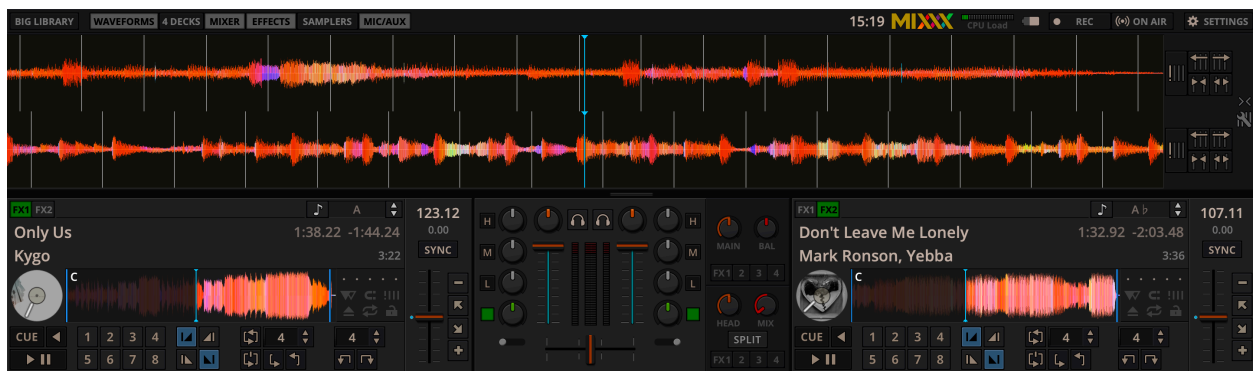 BIG LIBRARY WAVEFORMS 4 DECKS MIXER EFFECTS SAMPLERS MIC/AUX 15:19 MIXXX CPU Load REC ON AIR SETTINGS
FX1 FX2 A 123.12
Only Us 1:38.22 -1:44.24 0.00
Kygo 3:22 SYNC
C
CUE 1 2 3 4 4 4
5 6 7 8
H H
M M
L L
MAIN BAL
FX1 2 3 4
HEAD MIX
SPLIT
FX1 2 3 4
FX1 FX2 A♭ 107.11
Don't Leave Me Lonely 1:32.92 -2:03.48 0.00
Mark Ronson, Yebba 3:36 SYNC
C
CUE 1 2 3 4 4 4
5 6 7 8